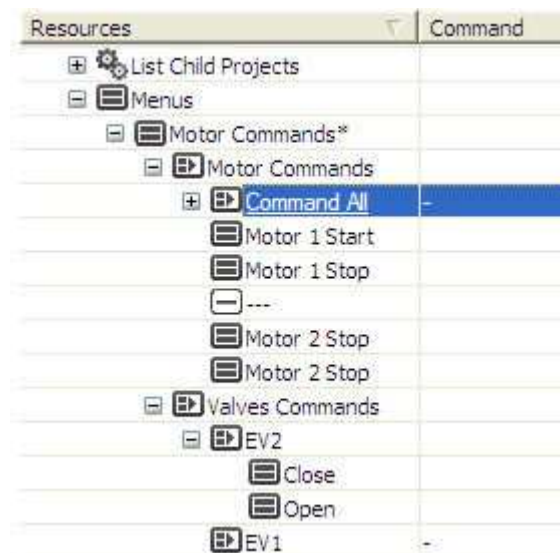 Resources Command
List Child Projects
Menus
Motor Commands*
Motor Commands
Command All -
Motor 1 Start
Motor 1 Stop
---
Motor 2 Stop
Motor 2 Stop
Valves Commands
EV2
Close
Open
EV1 -